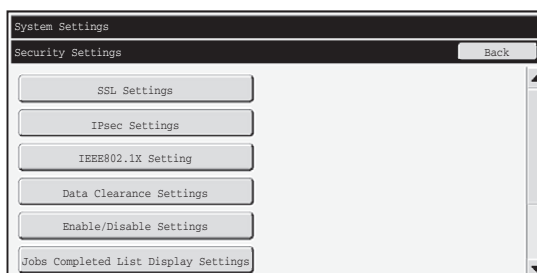 System Settings
Security Settings Back
SSL Settings
IPsec Settings
IEEE802.1X Setting
Data Clearance Settings
Enable/Disable Settings
Jobs Completed List Display Settings